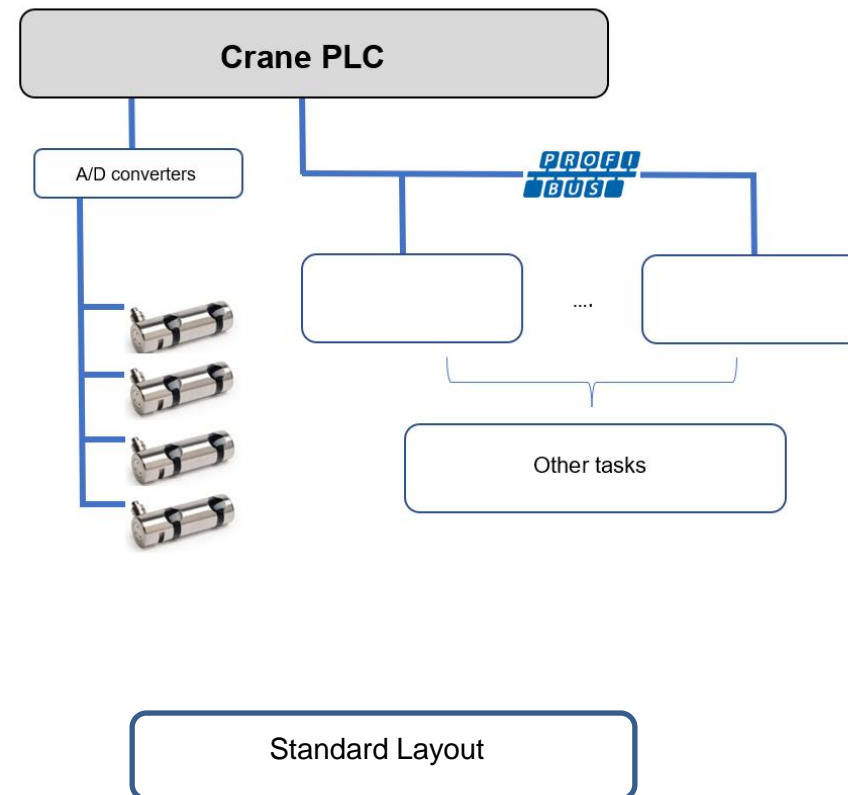 Crane PLC
A/D converters
PROFI
BUS
....
Other tasks
Standard Layout